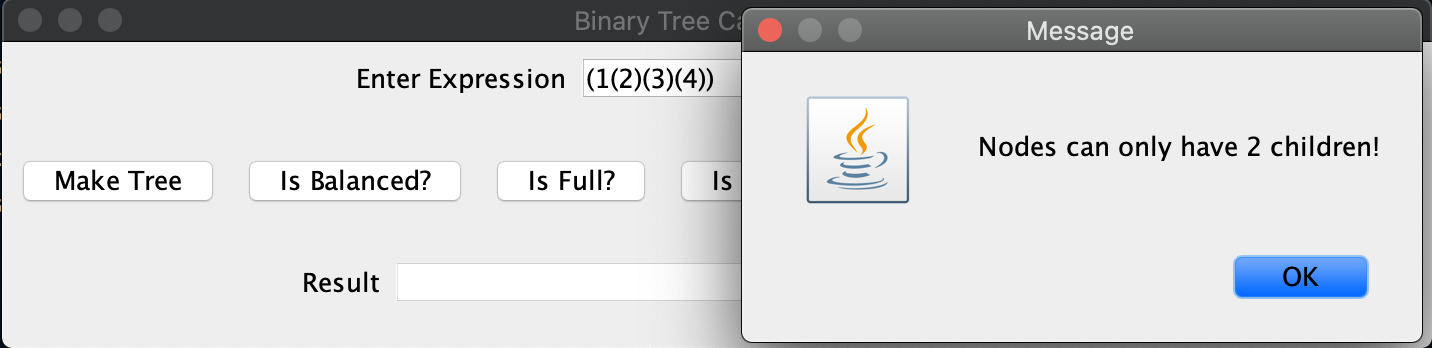 Binary Tree Ca
Enter Expression (1(2)(3)(4))
Make Tree Is Balanced? Is Full? Is
Result
Message
Nodes can only have 2 children!
OK